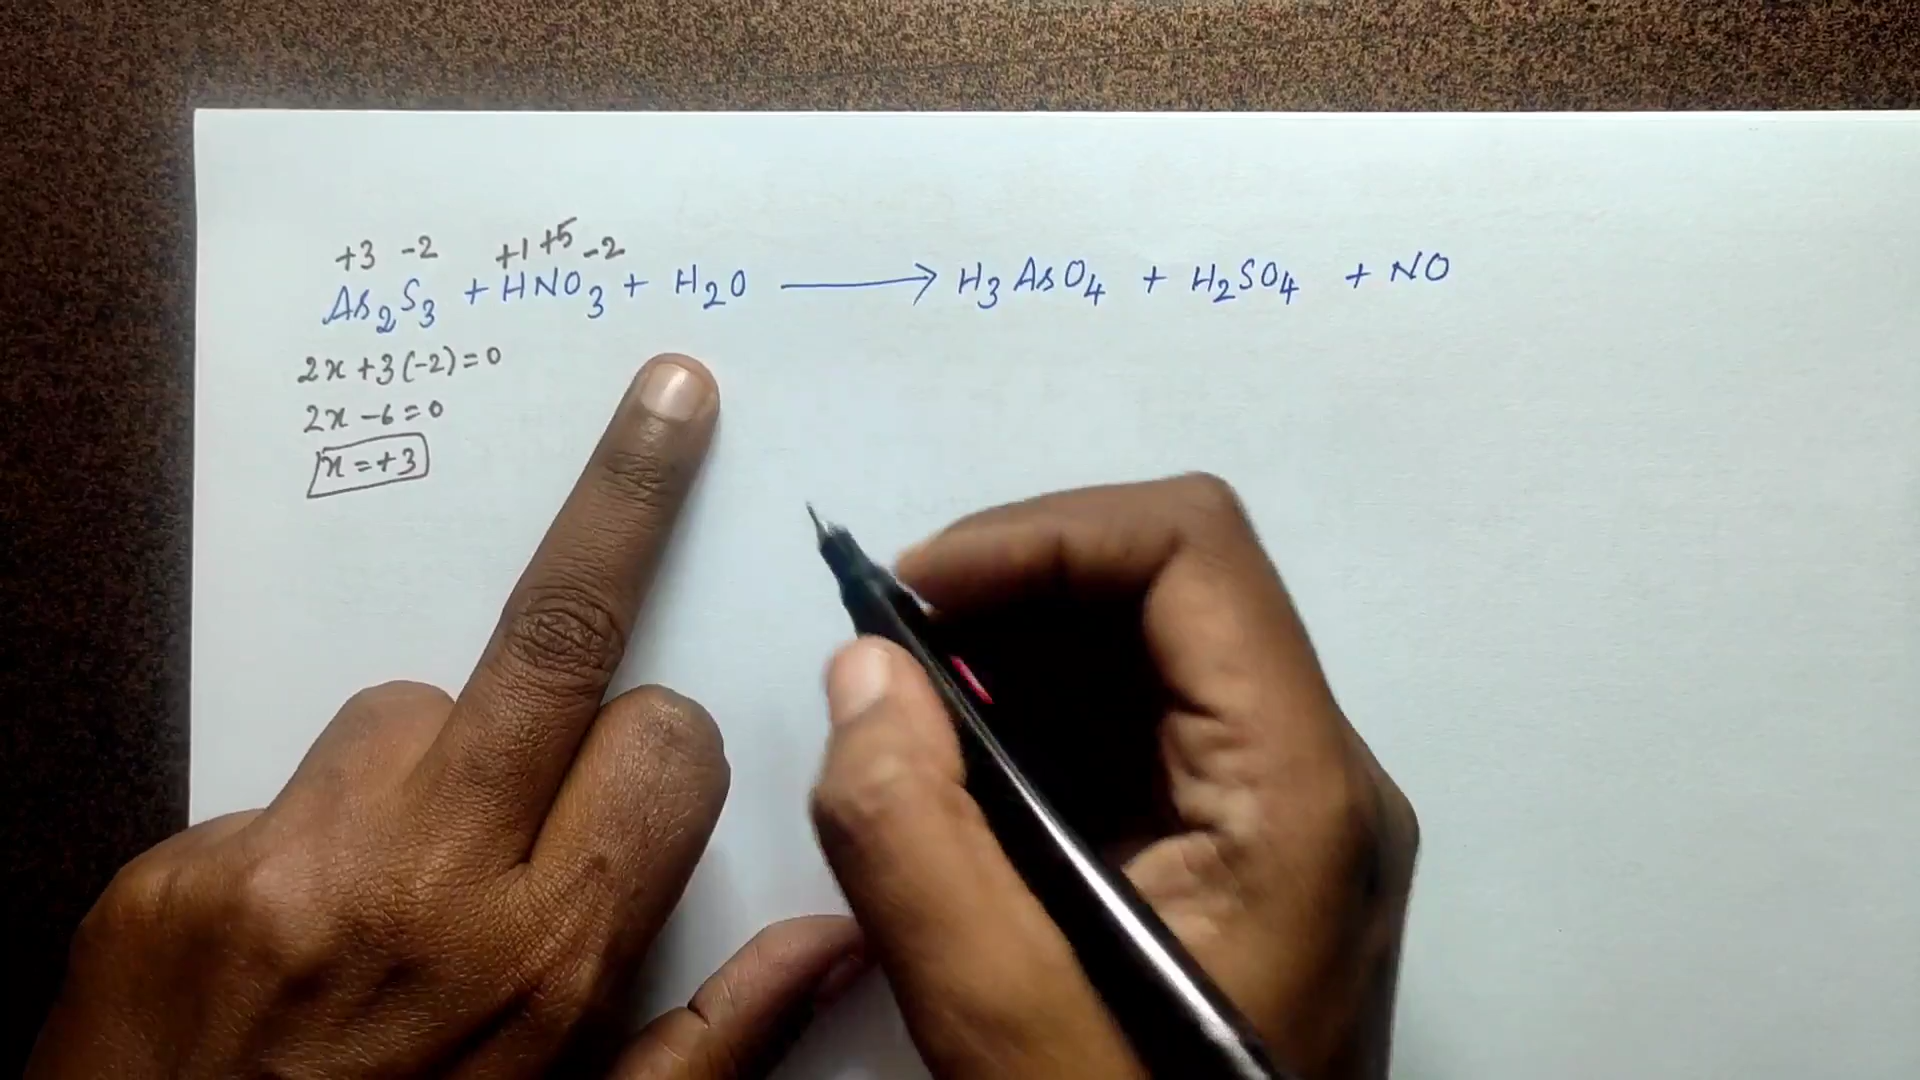 +3 -2 +1 +5 -2
As2S3 + HNO3 + H2O ⟶ H3AsO4 + H2SO4 + NO
2x + 3(-2) = 0
2x - 6 = 0
x = +3